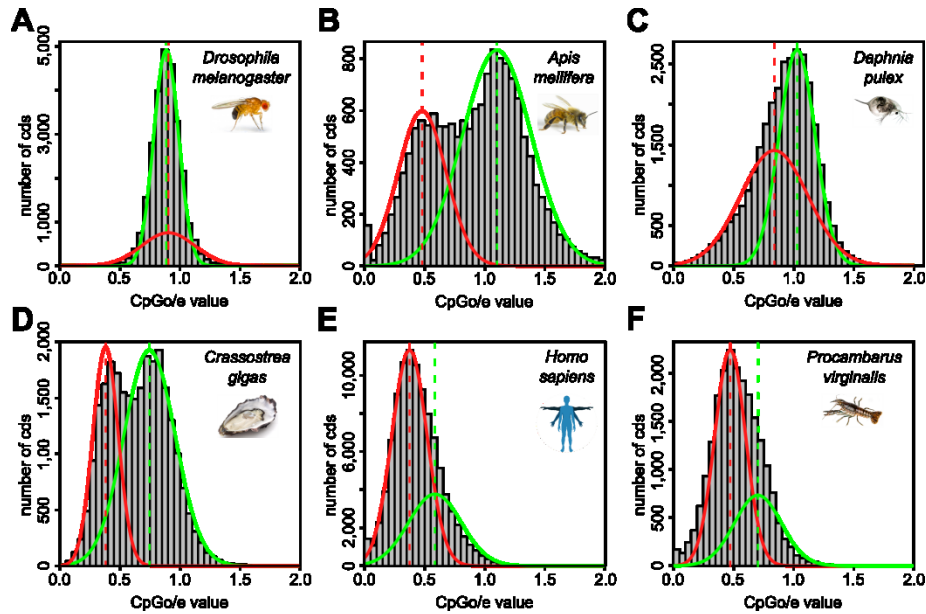 A
5,000
4,000
3,000
2,000
1,000
0
number of cds
Drosophila
melanogaster
0.0 0.5 1.0 1.5 2.0
CpGo/e value
B
800
600
400
200
0
number of cds
Apis
mellifera
0.0 0.5 1.0 1.5 2.0
CpGo/e value
C
2,500
1,500
500
0
number of cds
Daphnia
pulex
0.0 0.5 1.0 1.5 2.0
CpGo/e value
D
2,000
1,500
1,000
500
0
number of cds
Crassostrea
gigas
0.0 0.5 1.0 1.5 2.0
CpGo/e value
E
10,000
6,000
2,000
0
number of cds
Homo
sapiens
0.0 0.5 1.0 1.5 2.0
CpGo/e value
F
2,000
1,500
1,000
500
0
number of cds
Procambarus
virginalis
0.0 0.5 1.0 1.5 2.0
CpGo/e value